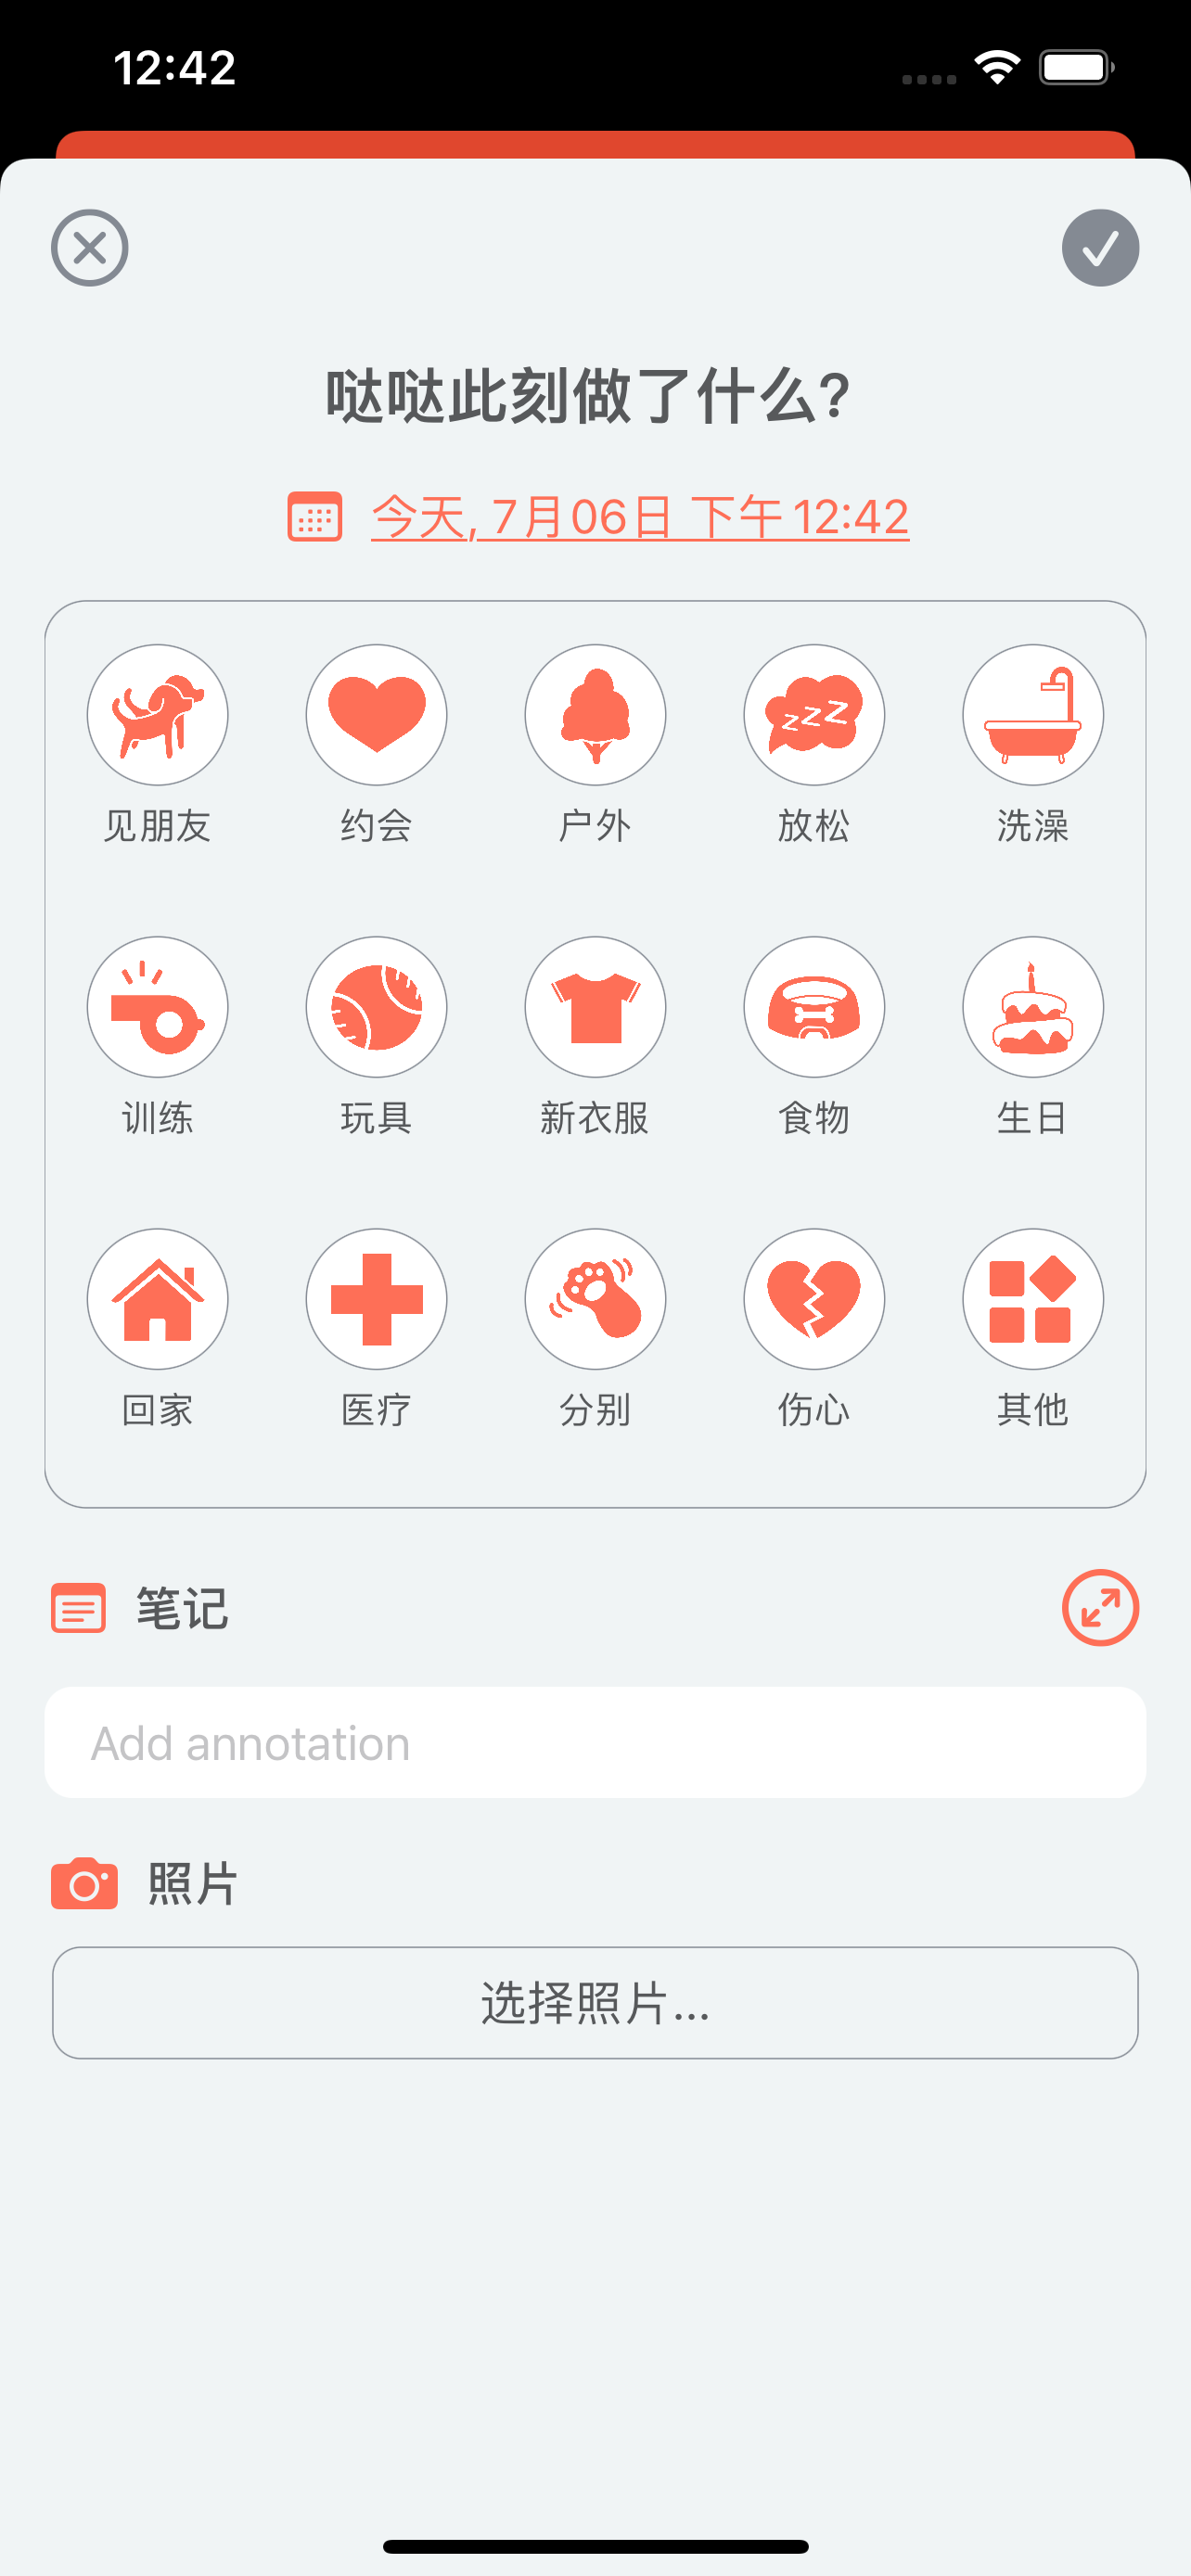 12:42
哒哒此刻做了什么?
今天, 7月06日 下午 12:42
见朋友 约会 户外 放松 洗澡
训练 玩具 新衣服 食物 生日
回家 医疗 分别 伤心 其他
笔记
Add annotation
照片
选择照片...